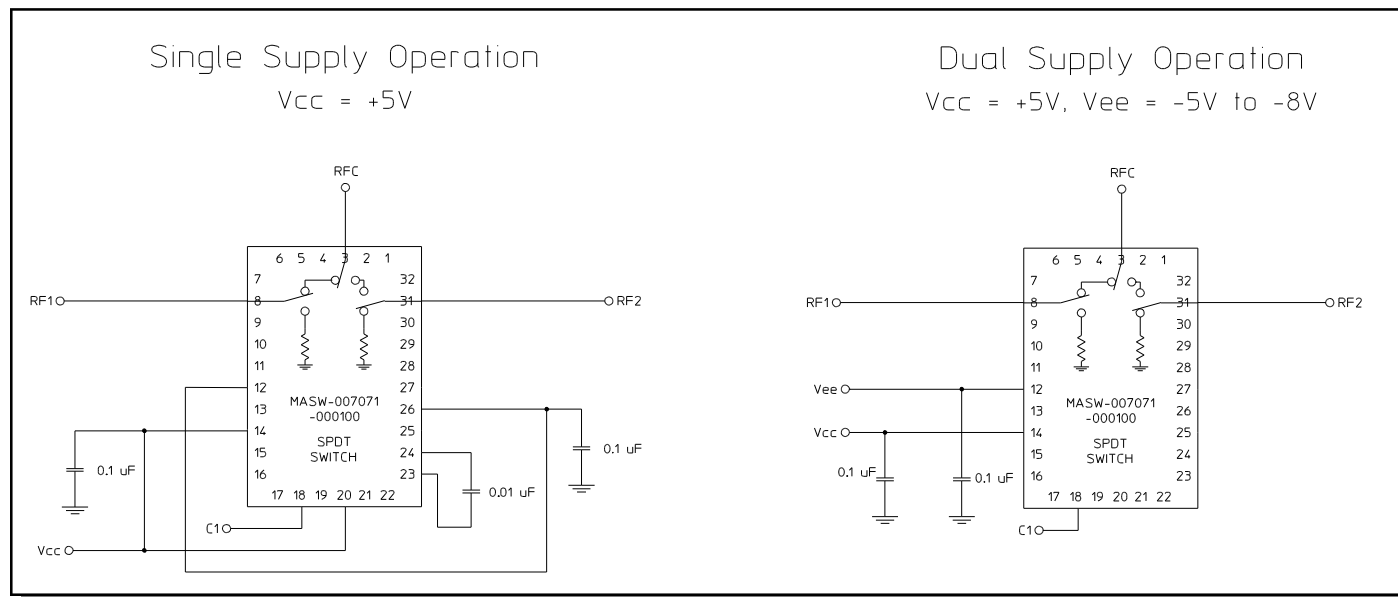 Single Supply Operation
Vcc = +5V
RFC
6 5 4 3 2 1
7
32
RF1
8
31
RF2
9
30
10
29
11
28
12
27
MASW-007071
-000100
13
26
SPDT
SWITCH
14
25
0.1 uF
15
24
0.1 uF
16
23
0.01 uF
17 18 19 20 21 22
C1
Vcc
Dual Supply Operation
Vcc = +5V, Vee = -5V to -8V
RFC
6 5 4 3 2 1
7
32
RF1
8
31
RF2
9
30
10
29
11
28
Vee
12
27
MASW-007071
-000100
13
26
Vcc
14
25
SPDT
SWITCH
15
24
0.1 uF
0.1 uF
16
23
17 18 19 20 21 22
C1